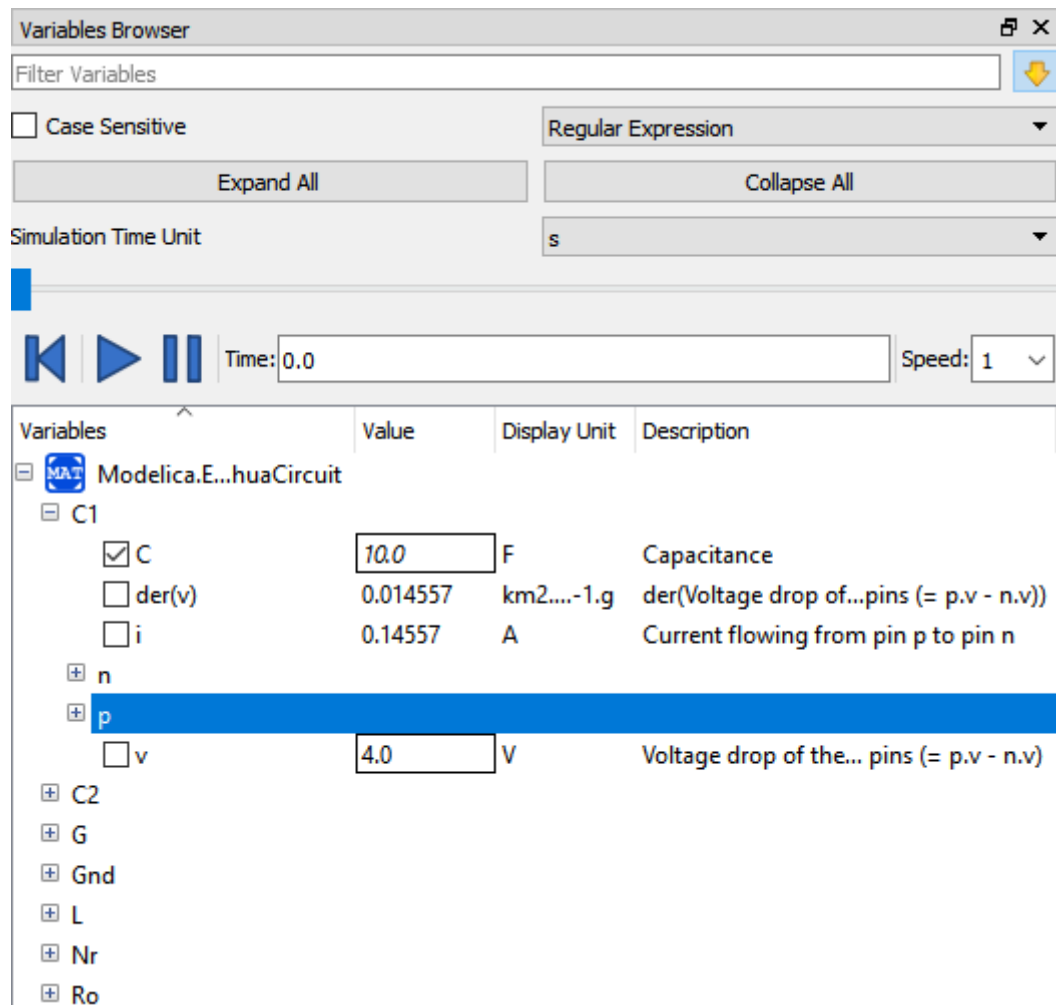 Variables Browser
Filter Variables
Case Sensitive Regular Expression
Expand All Collapse All
Simulation Time Unit s
Time: 0.0 Speed: 1
Variables Value Display Unit Description
MAT Modelica.E...huaCircuit
C1
C 10.0 F Capacitance
der(v) 0.014557 km2....-1.g der(Voltage drop of...pins (= p.v - n.v))
i 0.14557 A Current flowing from pin p to pin n
n
p
v 4.0 V Voltage drop of the... pins (= p.v - n.v)
C2
G
Gnd
L
Nr
Ro